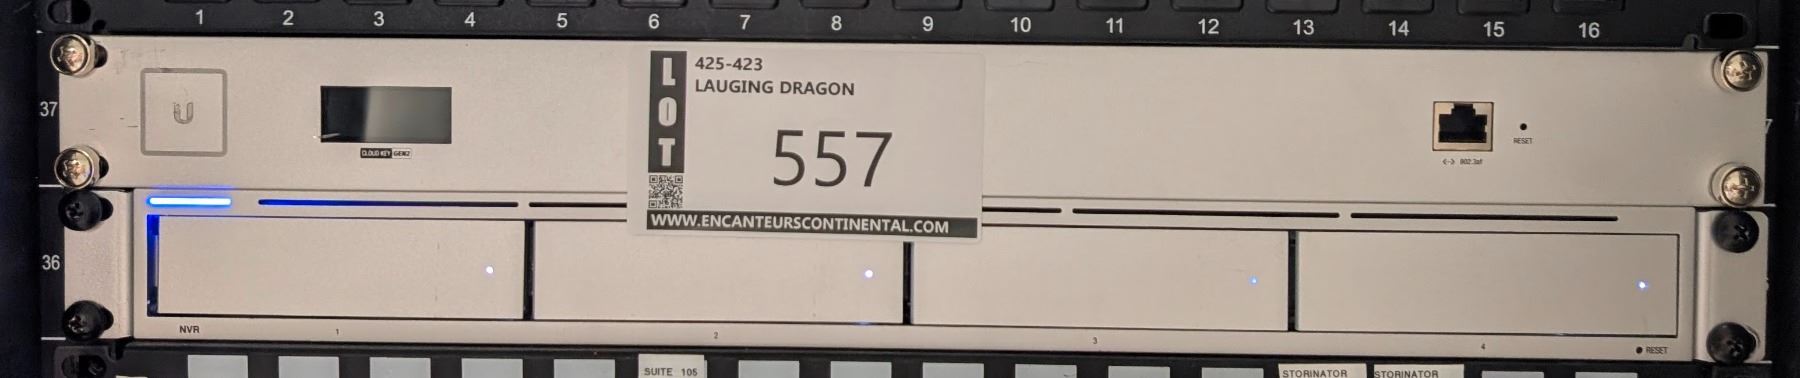 1 2 3 4 5 6 7 8 9 10 11 12 13 14 15 16
37
U
CLOUD KEY GEN2
LOT
425-423
LAUGING DRAGON
557
WWW.ENCANTEURSCONTINENTAL.COM
<··> 802.3af
RESET
7
36
NVR
1 2 3 4
RESET
SUITE 105
STORINATOR
STORINATOR